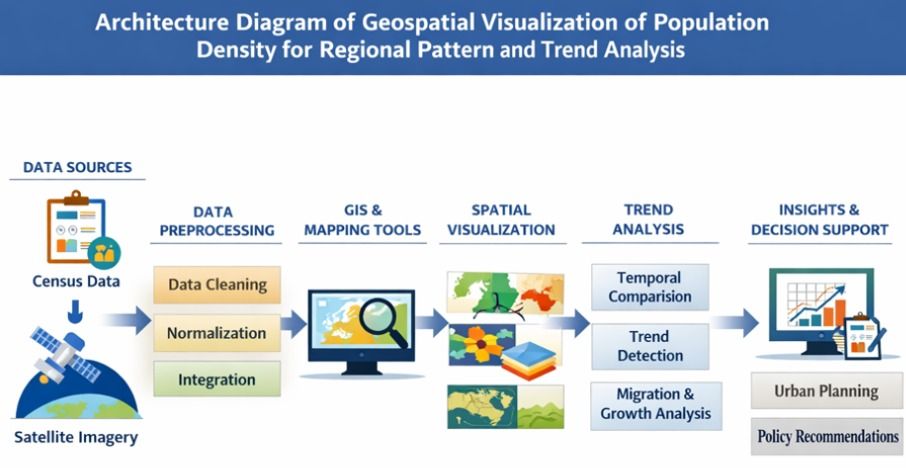 Architecture Diagram of Geospatial Visualization of Population
Density for Regional Pattern and Trend Analysis
DATA SOURCES
Census Data
Satellite Imagery
DATA
PREPROCESSING
Data Cleaning
Normalization
Integration
GIS &
MAPPING TOOLS
SPATIAL
VISUALIZATION
TREND
ANALYSIS
Temporal
Comparision
Trend
Detection
Migration &
Growth Analysis
INSIGHTS &
DECISION SUPPORT
Urban Planning
Policy Recommendations